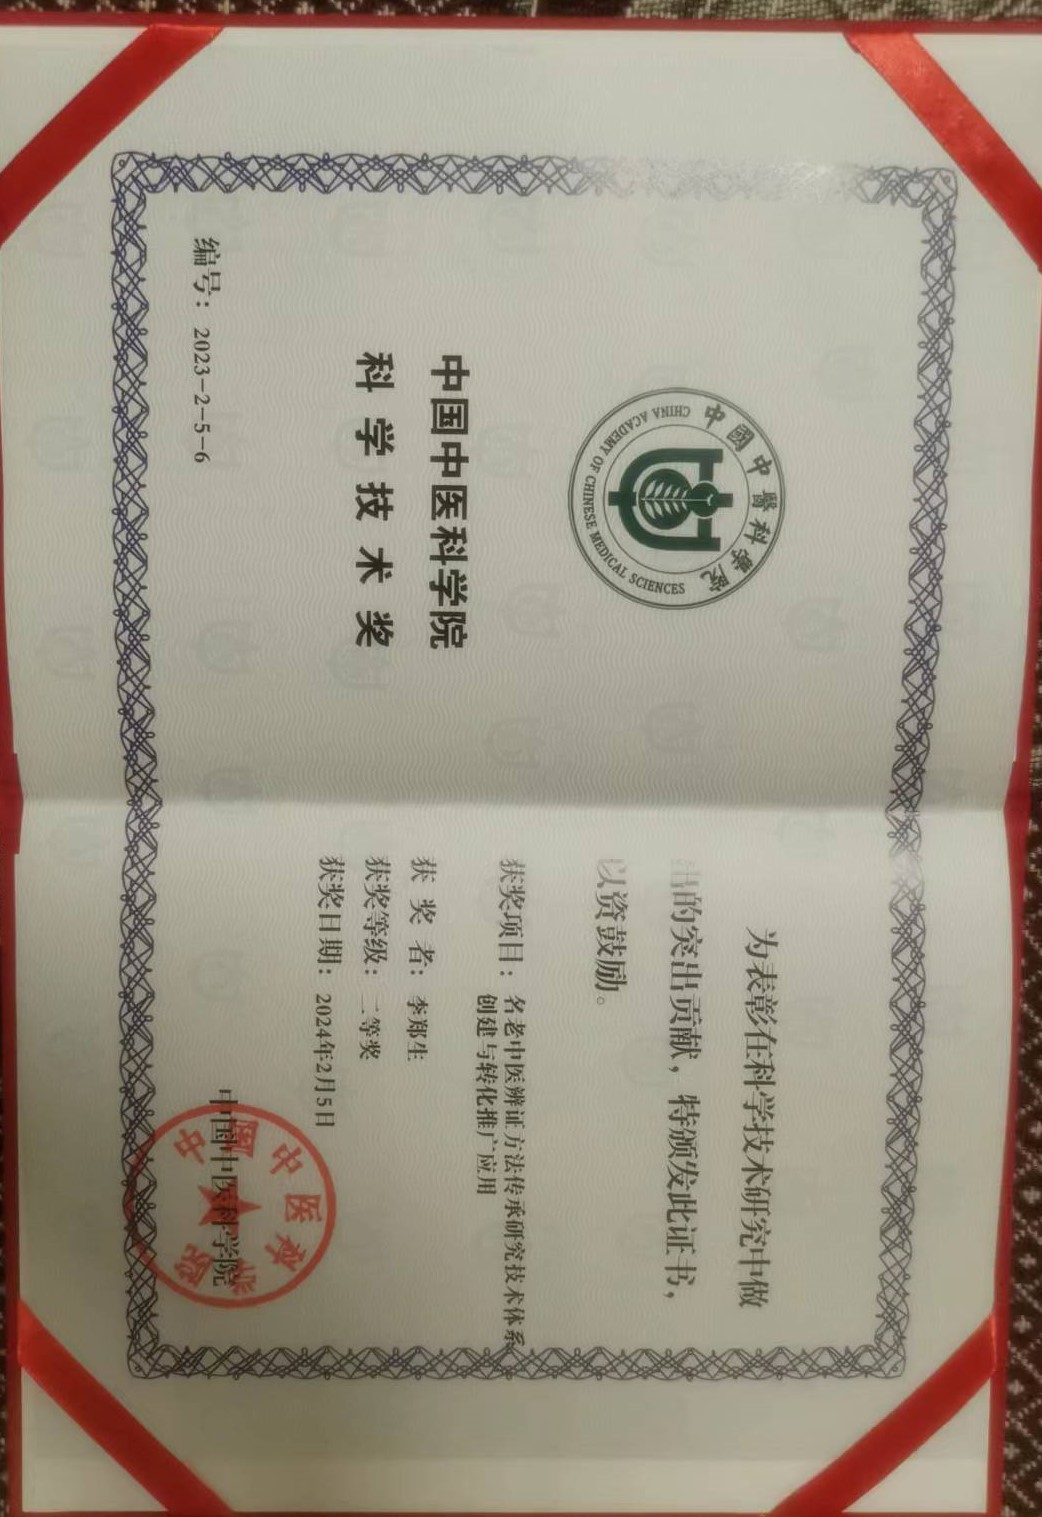 中國中醫科學院
CHINA ACADEMY OF CHINESE MEDICAL SCIENCES
中国中医科学院
科学技术奖
编号：2023-2-5-6
为表彰在科学技术研究中做
出的突出贡献，特颁发此证书，
以资鼓励。
获奖项目：名老中医辨证方法传承研究技术体系
创建与转化推广应用
获奖者：李郑生
获奖等级：二等奖
获奖日期：2024年2月5日
中国中医科学院
中國中医科学院